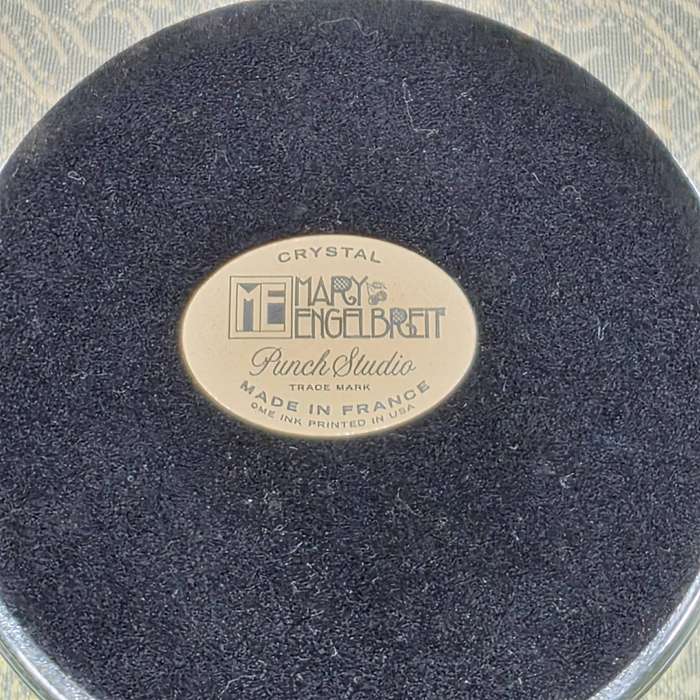 CRYSTAL
ME
MARY
ENGELBREIT
Punch Studio
TRADE MARK
MADE IN FRANCE
©ME INK PRINTED IN USA